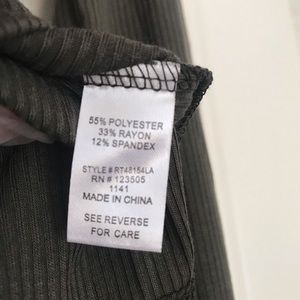 55% POLYESTER
33% RAYON
12% SPANDEX
STYLE # RT48154LA
RN # 123505
1141
MADE IN CHINA
SEE REVERSE
FOR CARE